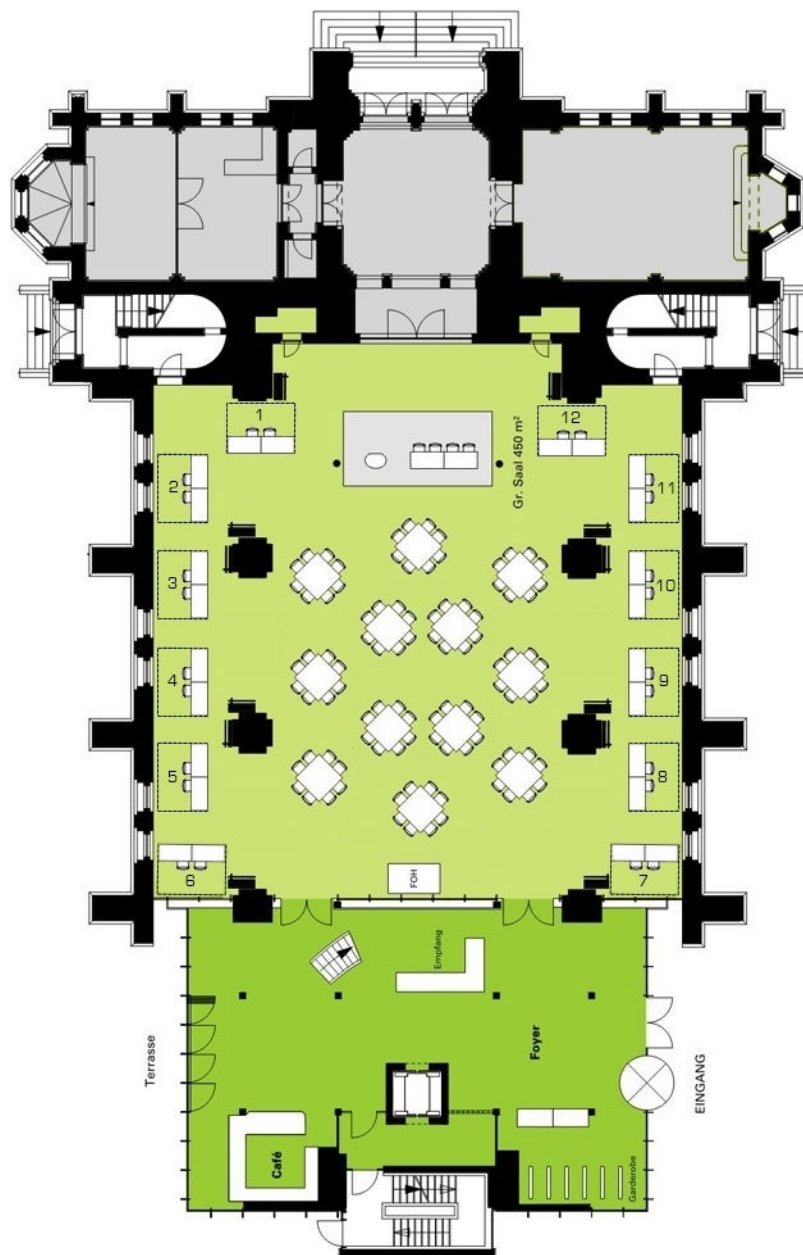 1
12
2
11
Gr. Saal 450 m²
3
10
4
9
5
8
6
7
FOH
Empfang
Terrasse
Foyer
EINGANG
Café
Garderobe